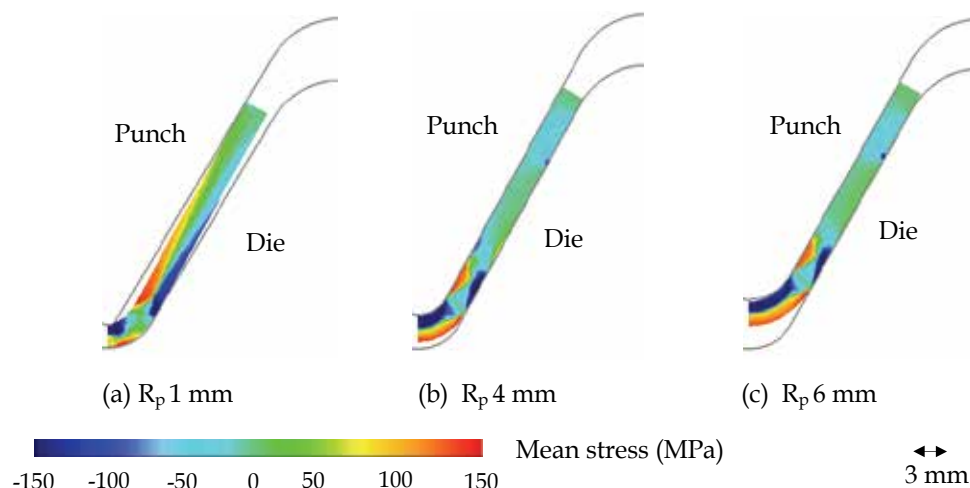 Punch
Die
Punch
Die
Punch
Die
(a) Rp 1 mm
(b) Rp 4 mm
(c) Rp 6 mm
Mean stress (MPa)
-150 -100 -50 0 50 100 150
3 mm